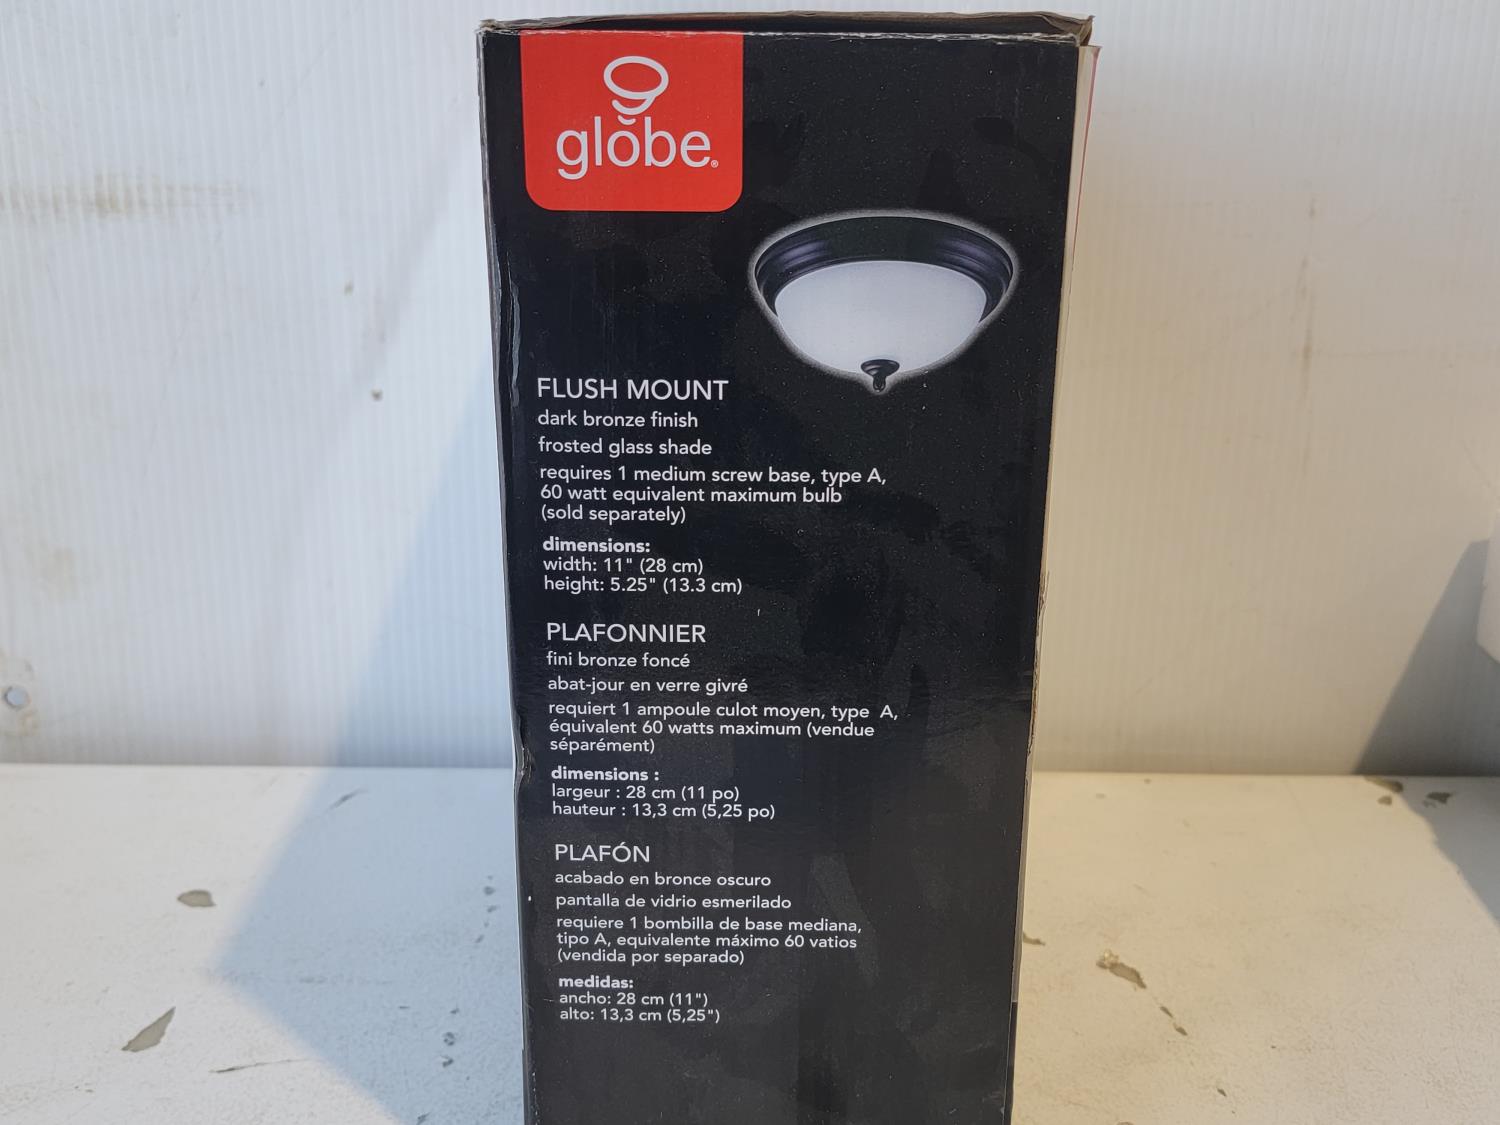 globe®
FLUSH MOUNT
dark bronze finish
frosted glass shade
requires 1 medium screw base, type A,
60 watt equivalent maximum bulb
(sold separately)
dimensions:
width: 11" (28 cm)
height: 5.25" (13.3 cm)
PLAFONNIER
fini bronze foncé
abat-jour en verre givré
requiert 1 ampoule culot moyen, type A,
équivalent 60 watts maximum (vendue
séparément)
dimensions :
largeur : 28 cm (11 po)
hauteur : 13,3 cm (5,25 po)
PLAFÓN
acabado en bronce oscuro
pantalla de vidrio esmerilado
requiere 1 bombilla de base mediana,
tipo A, equivalente máximo 60 vatios
(vendida por separado)
medidas:
ancho: 28 cm (11")
alto: 13,3 cm (5,25")